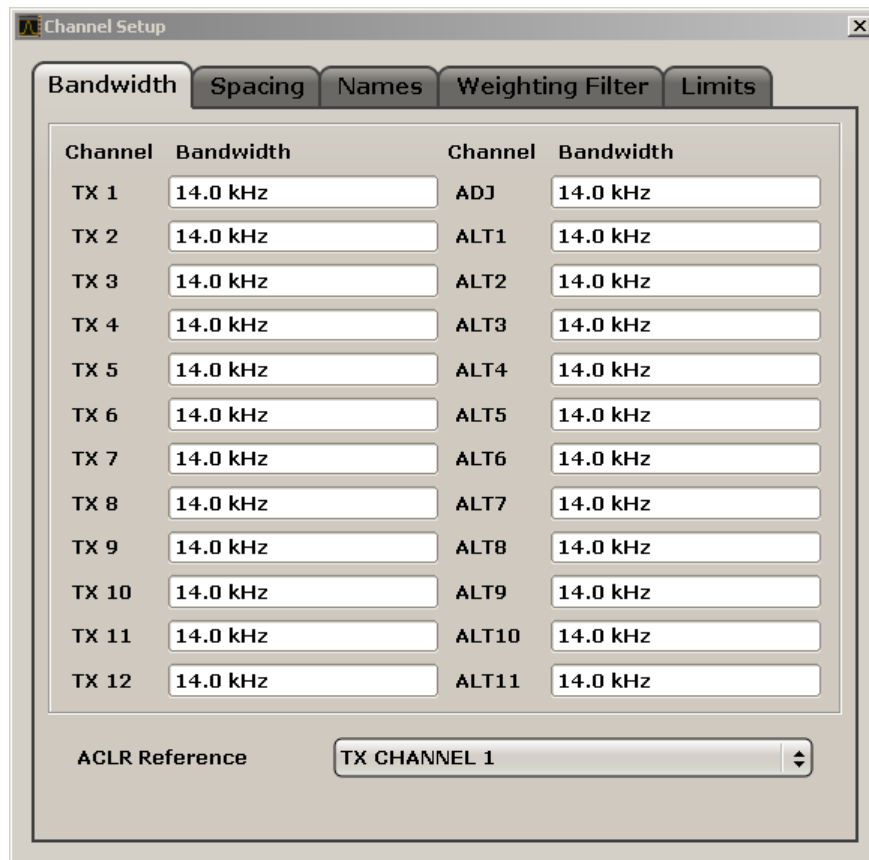 Channel Setup
Bandwidth Spacing Names Weighting Filter Limits
Channel Bandwidth Channel Bandwidth
TX 1 14.0 kHz ADJ 14.0 kHz
TX 2 14.0 kHz ALT1 14.0 kHz
TX 3 14.0 kHz ALT2 14.0 kHz
TX 4 14.0 kHz ALT3 14.0 kHz
TX 5 14.0 kHz ALT4 14.0 kHz
TX 6 14.0 kHz ALT5 14.0 kHz
TX 7 14.0 kHz ALT6 14.0 kHz
TX 8 14.0 kHz ALT7 14.0 kHz
TX 9 14.0 kHz ALT8 14.0 kHz
TX 10 14.0 kHz ALT9 14.0 kHz
TX 11 14.0 kHz ALT10 14.0 kHz
TX 12 14.0 kHz ALT11 14.0 kHz
ACLR Reference TX CHANNEL 1